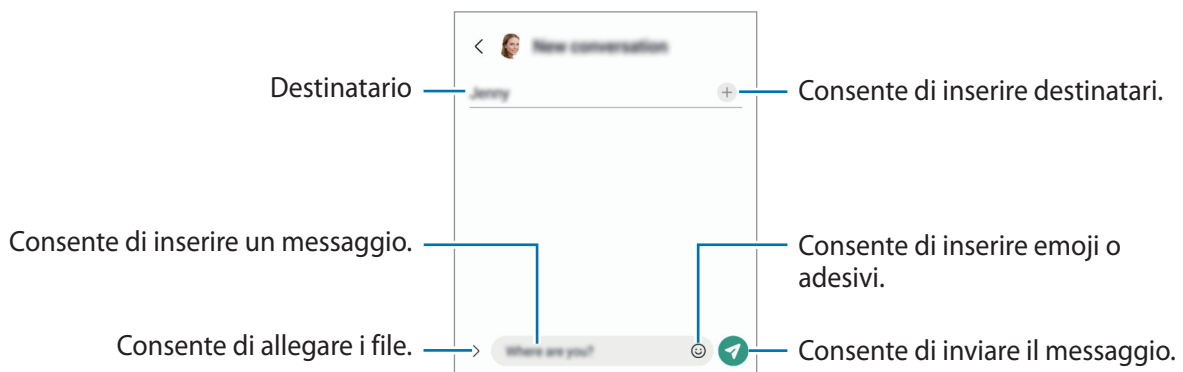 New conversation
Destinatario
Jenny
Consente di inserire destinatari.
Consente di inserire un messaggio.
Consente di inserire emoji o
adesivi.
Consente di allegare i file.
Where are you?
Consente di inviare il messaggio.